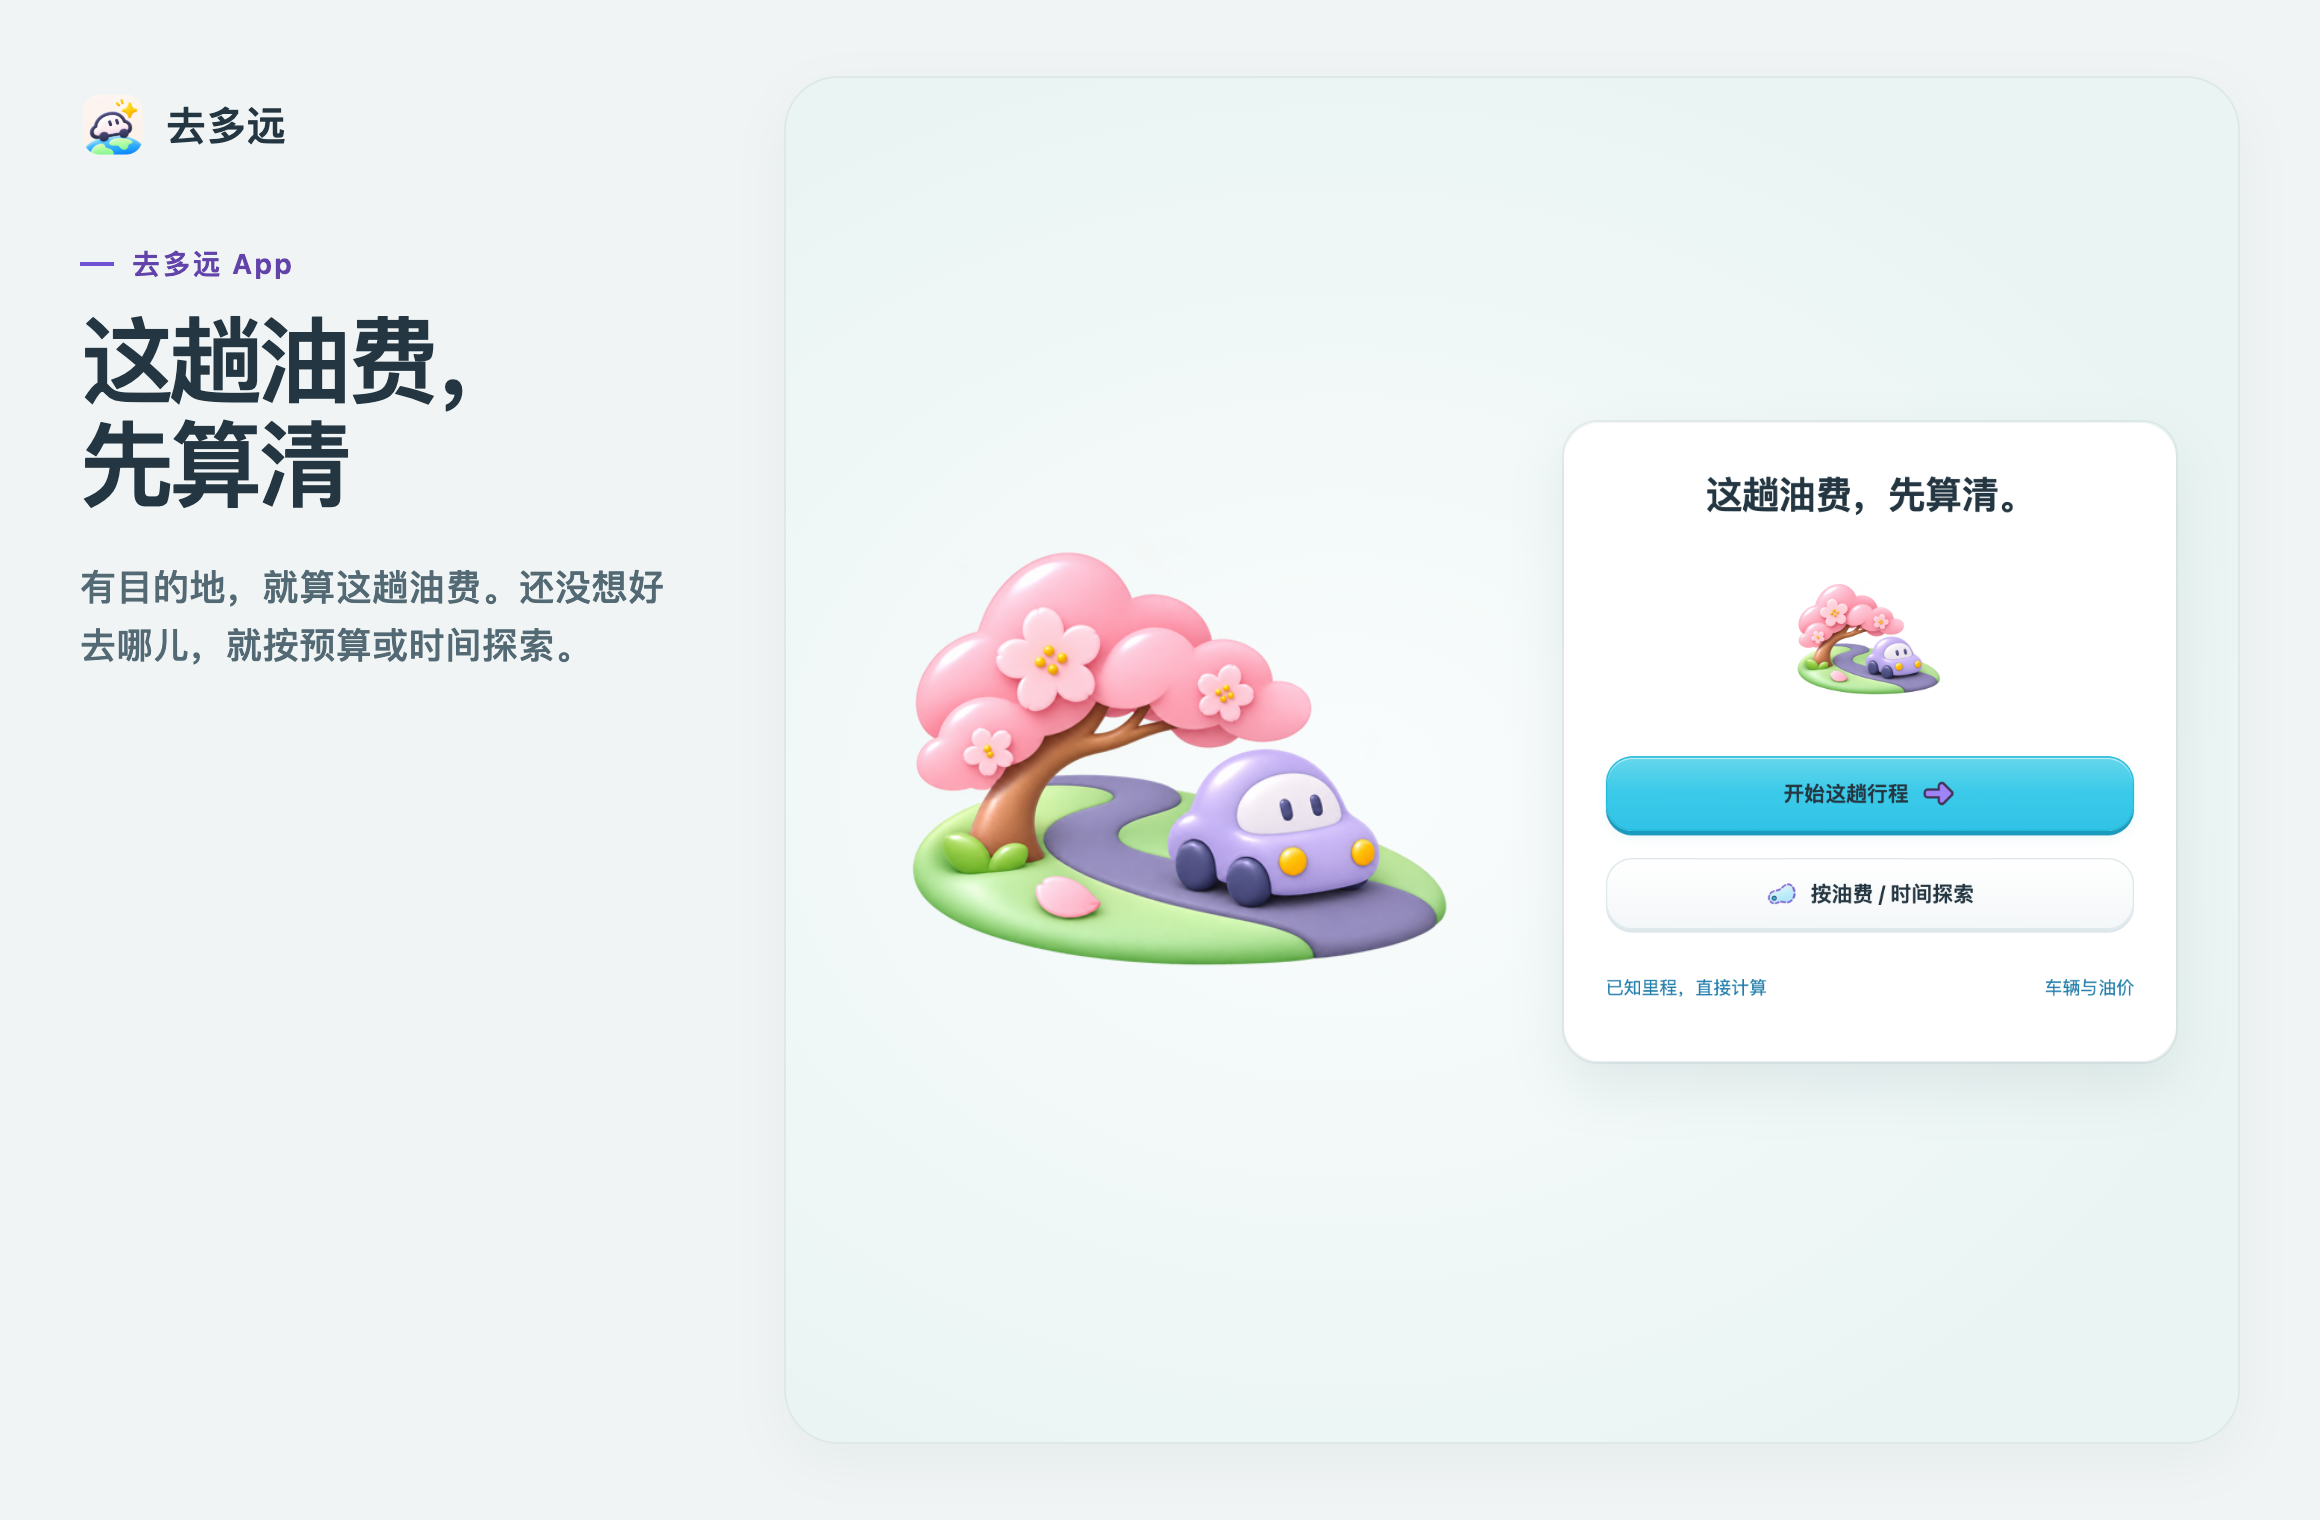 去多远
去多远 App
这趟油费，
先算清
有目的地，就算这趟油费。还没想好
去哪儿，就按预算或时间探索。
这趟油费，先算清。
开始这趟行程
按油费 / 时间探索
已知里程，直接计算
车辆与油价